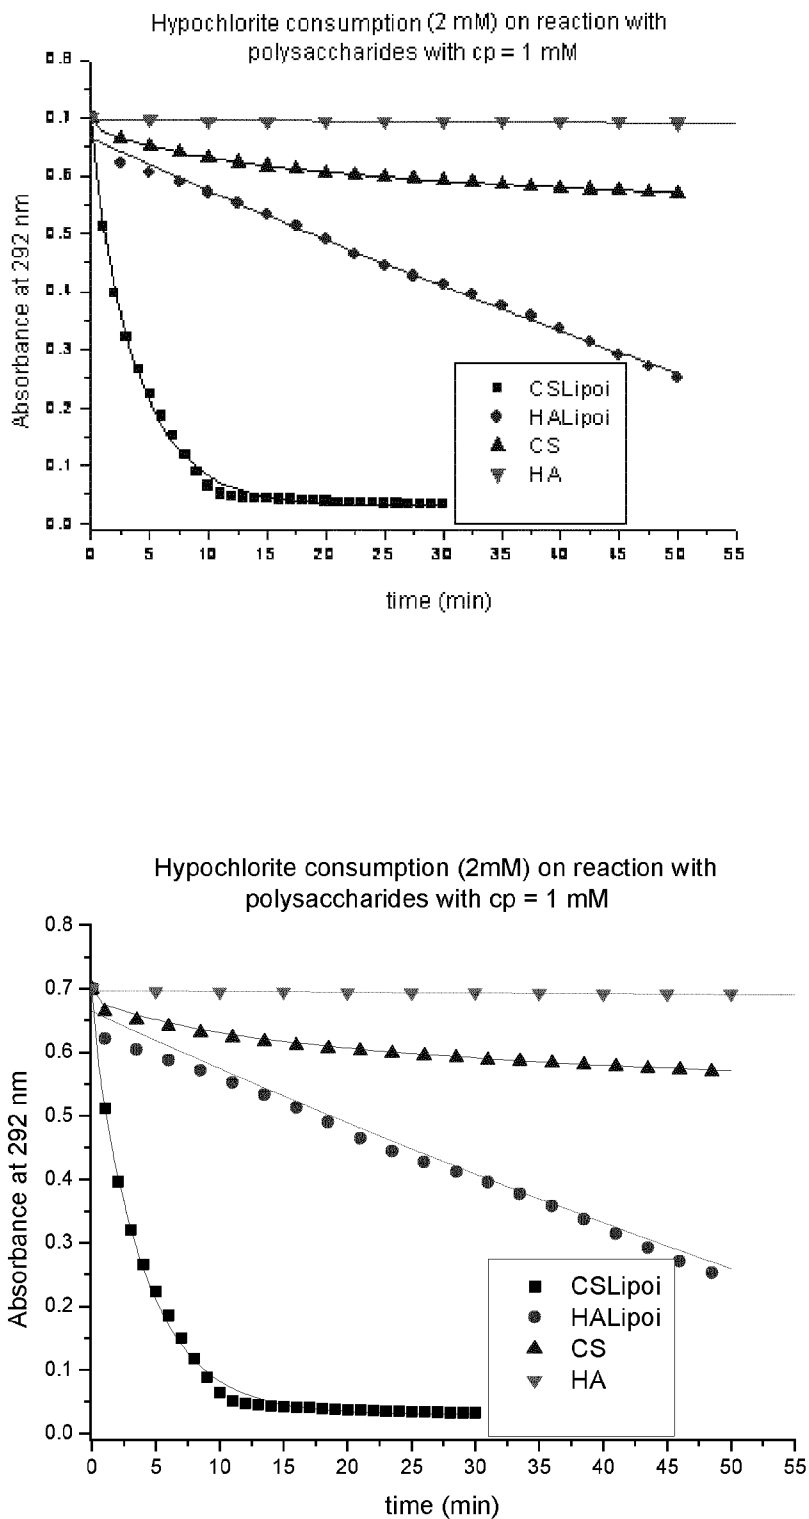 Hypochlorite consumption (2 mM) on reaction with
polysaccharides with cp = 1 mM
0.8
0.7
0.6
0.5
0.4
0.3
0.2
0.1
0.0
Absorbance at 292 nm
CSLipoi
HALipoi
CS
HA
0 5 10 15 20 25 30 35 40 45 50 55
time (min)
Hypochlorite consumption (2mM) on reaction with
polysaccharides with cp = 1 mM
0.8
0.7
0.6
0.5
0.4
0.3
0.2
0.1
0.0
Absorbance at 292 nm
CSLipoi
HALipoi
CS
HA
0 5 10 15 20 25 30 35 40 45 50 55
time (min)